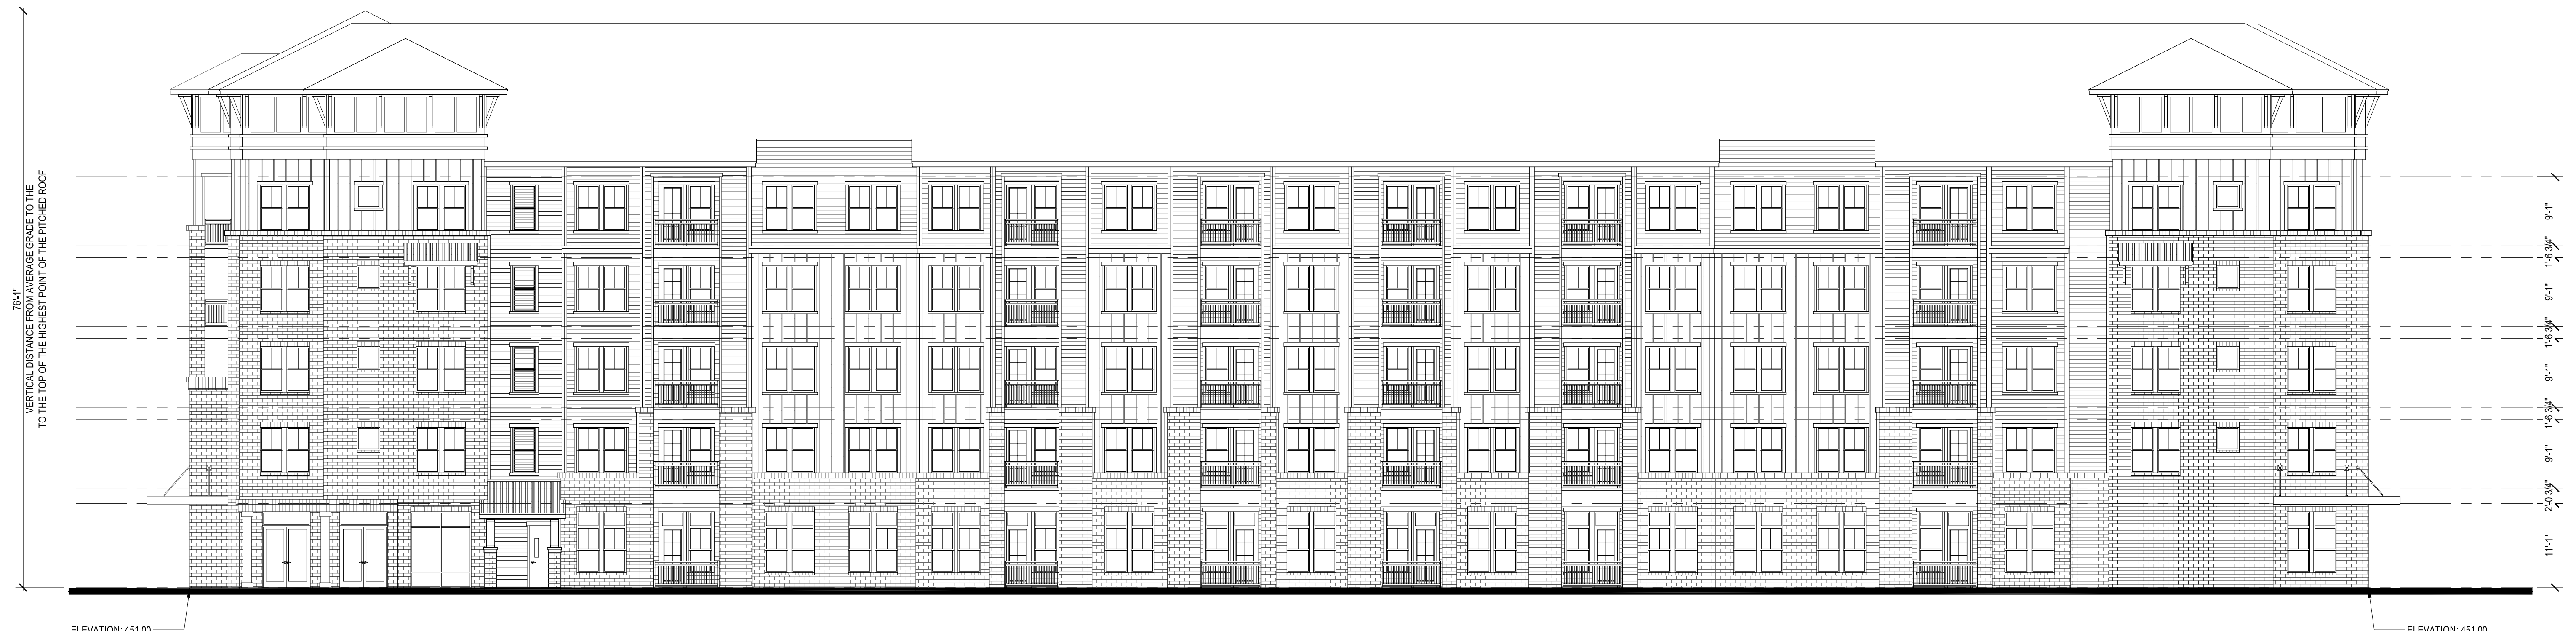 76'-1"
VERTICAL DISTANCE FROM AVERAGE GRADE TO THE
TO THE TOP OF THE HIGHEST POINT OF THE PITCHED ROOF
9'-1"
1'-6 3/4"
9'-1"
1'-6 3/4"
9'-1"
1'-6 3/4"
9'-1"
2'-0 3/4"
11'-1"
ELEVATION: 451.00
ELEVATION: 451.00